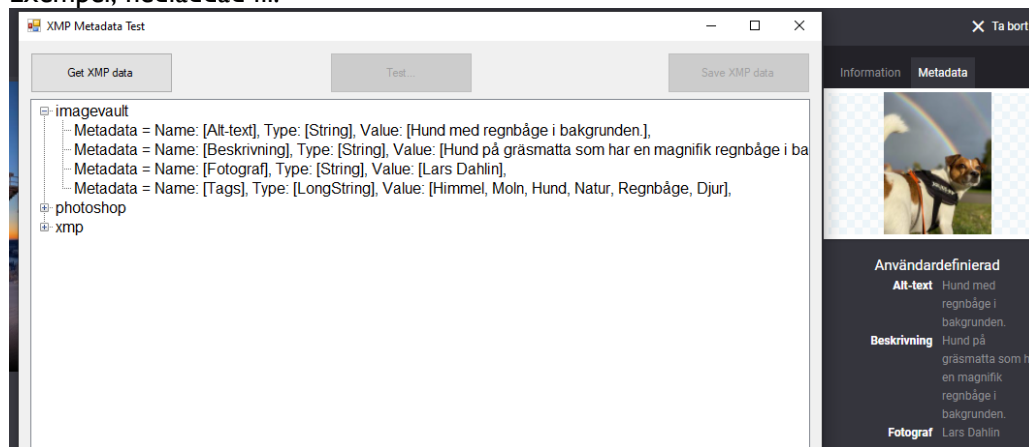 XMP Metadata Test
Get XMP data
Test...
Save XMP data
imagevault
Metadata = Name: [Alt-text], Type: [String], Value: [Hund med regnbåge i bakgrunden.],
Metadata = Name: [Beskrivning], Type: [String], Value: [Hund på gräsmatta som har en magnifik regnbåge i ba
Metadata = Name: [Fotograf], Type: [String], Value: [Lars Dahlin],
Metadata = Name: [Tags], Type: [LongString], Value: [Himmel, Moln, Hund, Natur, Regnbåge, Djur],
photoshop
xmp
Ta bort
Information Metadata
Användardefinierad
Alt-text Hund med
regnbåge i
bakgrunden.
Beskrivning Hund på
gräsmatta som h
en magnifik
regnbåge i
bakgrunden.
Fotograf Lars Dahlin